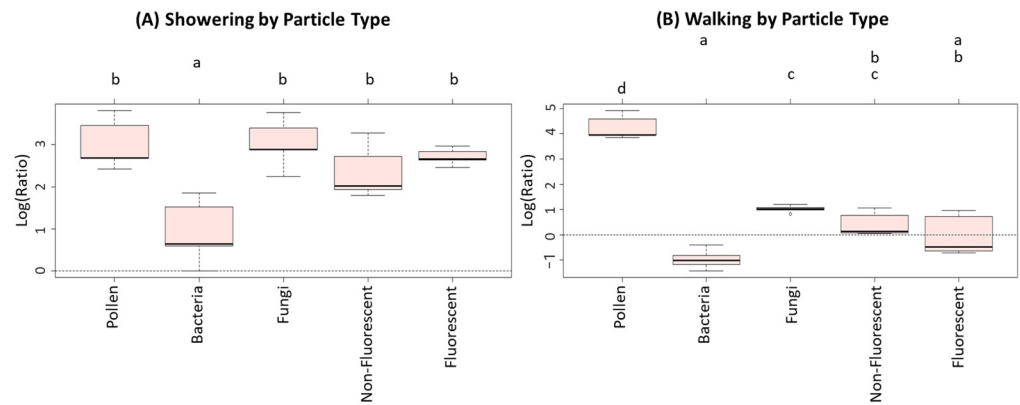 (A) Showering by Particle Type
b
a
b
b
b
Log(Ratio)
3
2
1
0
Pollen
Bacteria
Fungi
Non-Fluorescent
Fluorescent
(B) Walking by Particle Type
d
a
c
b
c
a
b
Log(Ratio)
5
4
3
2
1
0
−1
Pollen
Bacteria
Fungi
Non-Fluorescent
Fluorescent